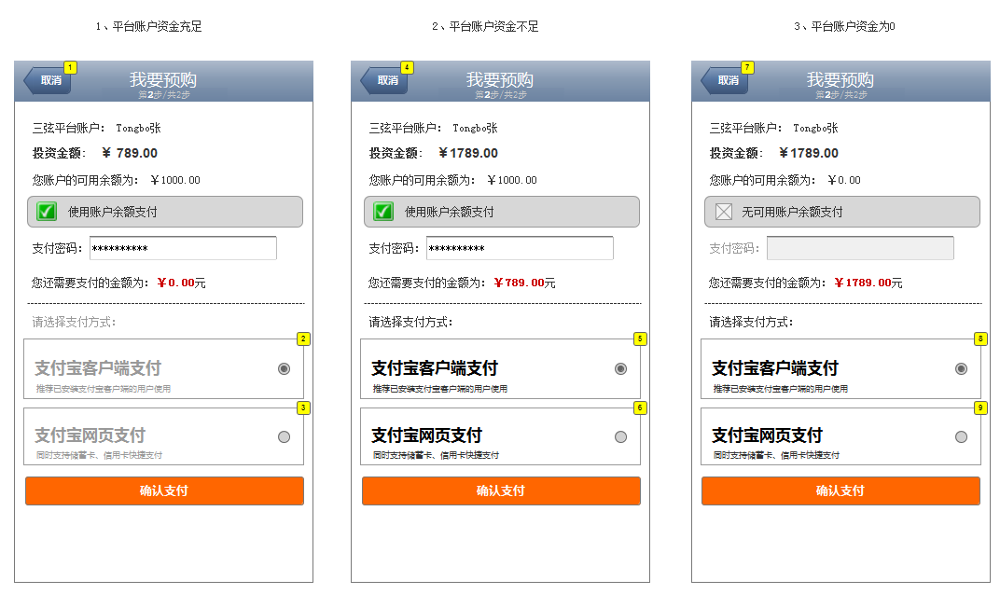 1、平台账户资金充足
取消
1
我要预购
第2步/共2步
三弦平台账户： Tongbo张
投资金额： ￥ 789.00
您账户的可用余额为： ￥1000.00
使用账户余额支付
支付密码： **********
您还需要支付的金额为： ￥0.00元
请选择支付方式：
2
支付宝客户端支付
推荐已安装支付宝客户端的用户使用
3
支付宝网页支付
同时支持储蓄卡、信用卡快捷支付
确认支付
2、平台账户资金不足
取消
4
我要预购
第2步/共2步
三弦平台账户： Tongbo张
投资金额： ￥1789.00
您账户的可用余额为： ￥1000.00
使用账户余额支付
支付密码： **********
您还需要支付的金额为： ￥789.00元
请选择支付方式：
5
支付宝客户端支付
推荐已安装支付宝客户端的用户使用
6
支付宝网页支付
同时支持储蓄卡、信用卡快捷支付
确认支付
3、平台账户资金为0
取消
7
我要预购
第2步/共2步
三弦平台账户： Tongbo张
投资金额： ￥1789.00
您账户的可用余额为： ￥0.00
无可用账户余额支付
支付密码：
您还需要支付的金额为： ￥1789.00元
请选择支付方式：
8
支付宝客户端支付
推荐已安装支付宝客户端的用户使用
9
支付宝网页支付
同时支持储蓄卡、信用卡快捷支付
确认支付